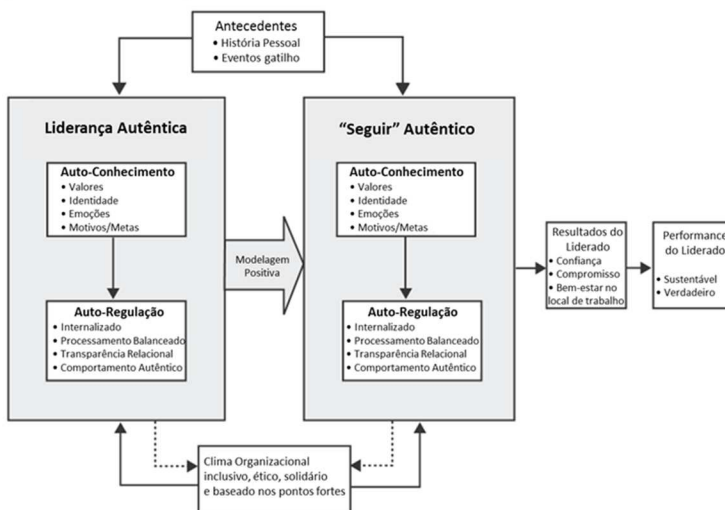 Antecedentes
• História Pessoal
• Eventos gatilho
Liderança Autêntica
Auto-Conhecimento
• Valores
• Identidade
• Emoções
• Motivos/Metas
Auto-Regulação
• Internalizado
• Processamento Balanceado
• Transparência Relacional
• Comportamento Autêntico
Modelagem
Positiva
“Seguir” Autêntico
Auto-Conhecimento
• Valores
• Identidade
• Emoções
• Motivos/Metas
Auto-Regulação
• Internalizado
• Processamento Balanceado
• Transparência Relacional
• Comportamento Autêntico
Resultados do
Liderado
• Confiança
• Compromisso
• Bem-estar no
local de trabalho
Performance
do Liderado
• Sustentável
• Verdadeiro
Clima Organizacional
inclusivo, ético, solidário
e baseado nos pontos fortes